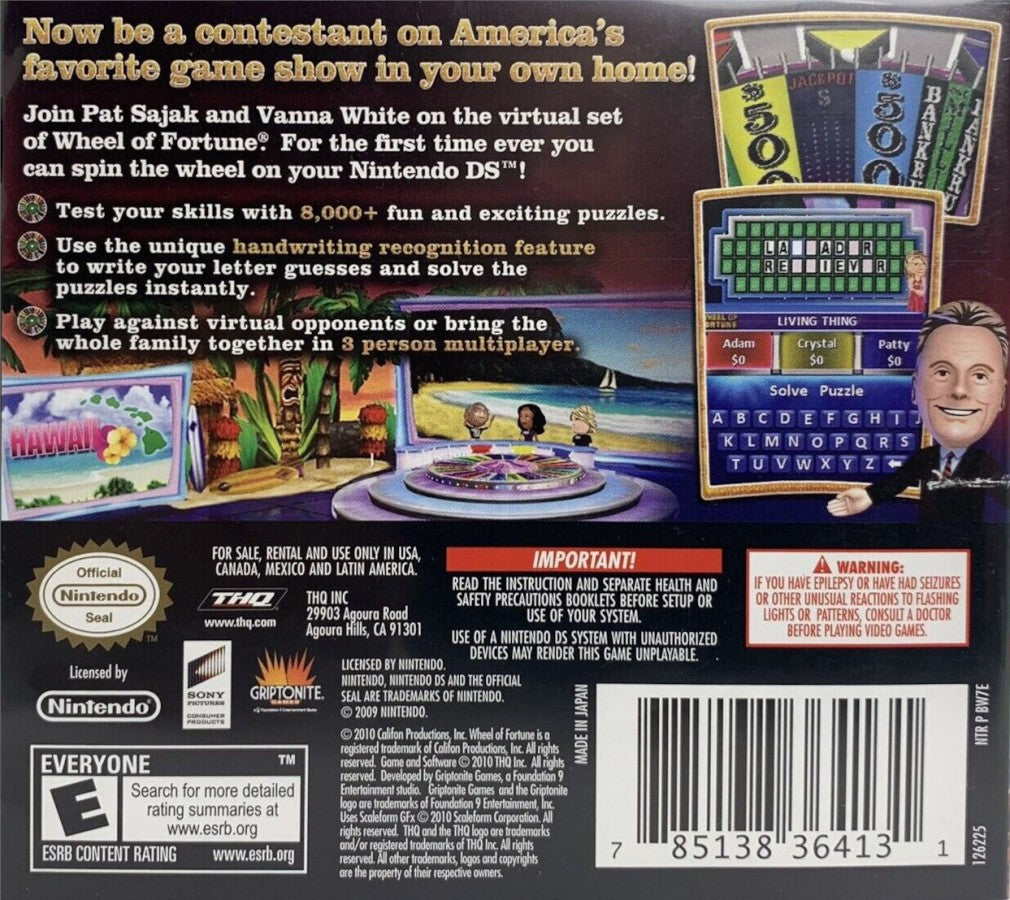 Now be a contestant on America's
favorite game show in your own home!
Join Pat Sajak and Vanna White on the virtual set
of Wheel of Fortune®. For the first time ever you
can spin the wheel on your Nintendo DS™!
Test your skills with 8,000+ fun and exciting puzzles.
Use the unique handwriting recognition feature
to write your letter guesses and solve the
puzzles instantly.
Play against virtual opponents or bring the
whole family together in 3 person multiplayer.
$500
JACKPOT
$
$300
BANKRUPT
BANKRUPT
LA ADOR
RE IEV R
WHEEL OF
FORTUNE
LIVING THING
Adam
$0
Crystal
$0
Patty
$0
Solve Puzzle
A B C D E F G H I J
K L M N O P Q R S
T U V W X Y Z ←
HAWAII
Official
Nintendo
Seal
TM
Licensed by
Nintendo®
FOR SALE, RENTAL AND USE ONLY IN USA,
CANADA, MEXICO AND LATIN AMERICA.
THQ
www.thq.com
THQ INC
29903 Agoura Road
Agoura Hills, CA 91301
SONY
PICTURES
CONSUMER
PRODUCTS
GRIPTONITE
GAMES
a Foundation 9 Entertainment Studio
LICENSED BY NINTENDO.
NINTENDO, NINTENDO DS AND THE OFFICIAL
SEAL ARE TRADEMARKS OF NINTENDO.
© 2009 NINTENDO.
© 2010 Califon Productions, Inc. Wheel of Fortune is a
registered trademark of Califon Productions, Inc. All rights
reserved. Game and Software © 2010 THQ Inc. All rights
reserved. Developed by Griptonite Games, a Foundation 9
Entertainment studio. Griptonite Games and the Griptonite
logo are trademarks of Foundation 9 Entertainment, Inc.
Uses Scaleform GFx © 2010 Scaleform Corporation. All
rights reserved. THQ and the THQ logo are trademarks
and/or registered trademarks of THQ Inc. All rights
reserved. All other trademarks, logos and copyrights
are the property of their respective owners.
IMPORTANT!
READ THE INSTRUCTION AND SEPARATE HEALTH AND
SAFETY PRECAUTIONS BOOKLETS BEFORE SETUP OR
USE OF YOUR SYSTEM.
USE OF A NINTENDO DS SYSTEM WITH UNAUTHORIZED
DEVICES MAY RENDER THIS GAME UNPLAYABLE.
WARNING:
IF YOU HAVE EPILEPSY OR HAVE HAD SEIZURES
OR OTHER UNUSUAL REACTIONS TO FLASHING
LIGHTS OR PATTERNS, CONSULT A DOCTOR
BEFORE PLAYING VIDEO GAMES.
EVERYONE
TM
E
Search for more detailed
rating summaries at
www.esrb.org
ESRB CONTENT RATING www.esrb.org
MADE IN JAPAN
7 85138 36413 1
NTR P BW7E
126225